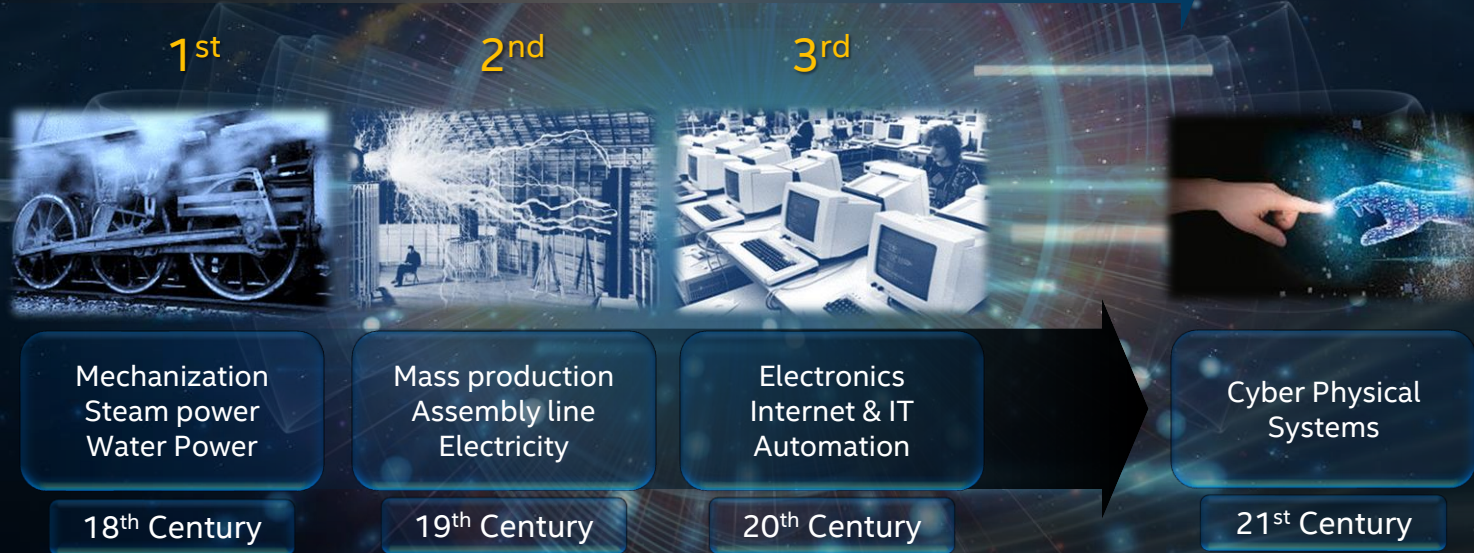 1st
2nd
3rd
Mechanization
Steam power
Water Power
Mass production
Assembly line
Electricity
Electronics
Internet & IT
Automation
Cyber Physical
Systems
18th Century
19th Century
20th Century
21st Century